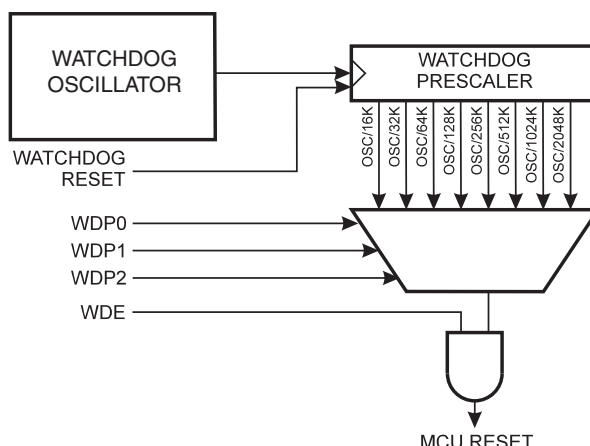 WATCHDOG
OSCILLATOR
WATCHDOG
PRESCALER
OSC/16K
OSC/32K
OSC/64K
OSC/128K
OSC/256K
OSC/512K
OSC/1024K
OSC/2048K
WATCHDOG
RESET
WDP0
WDP1
WDP2
WDE
MCU RESET